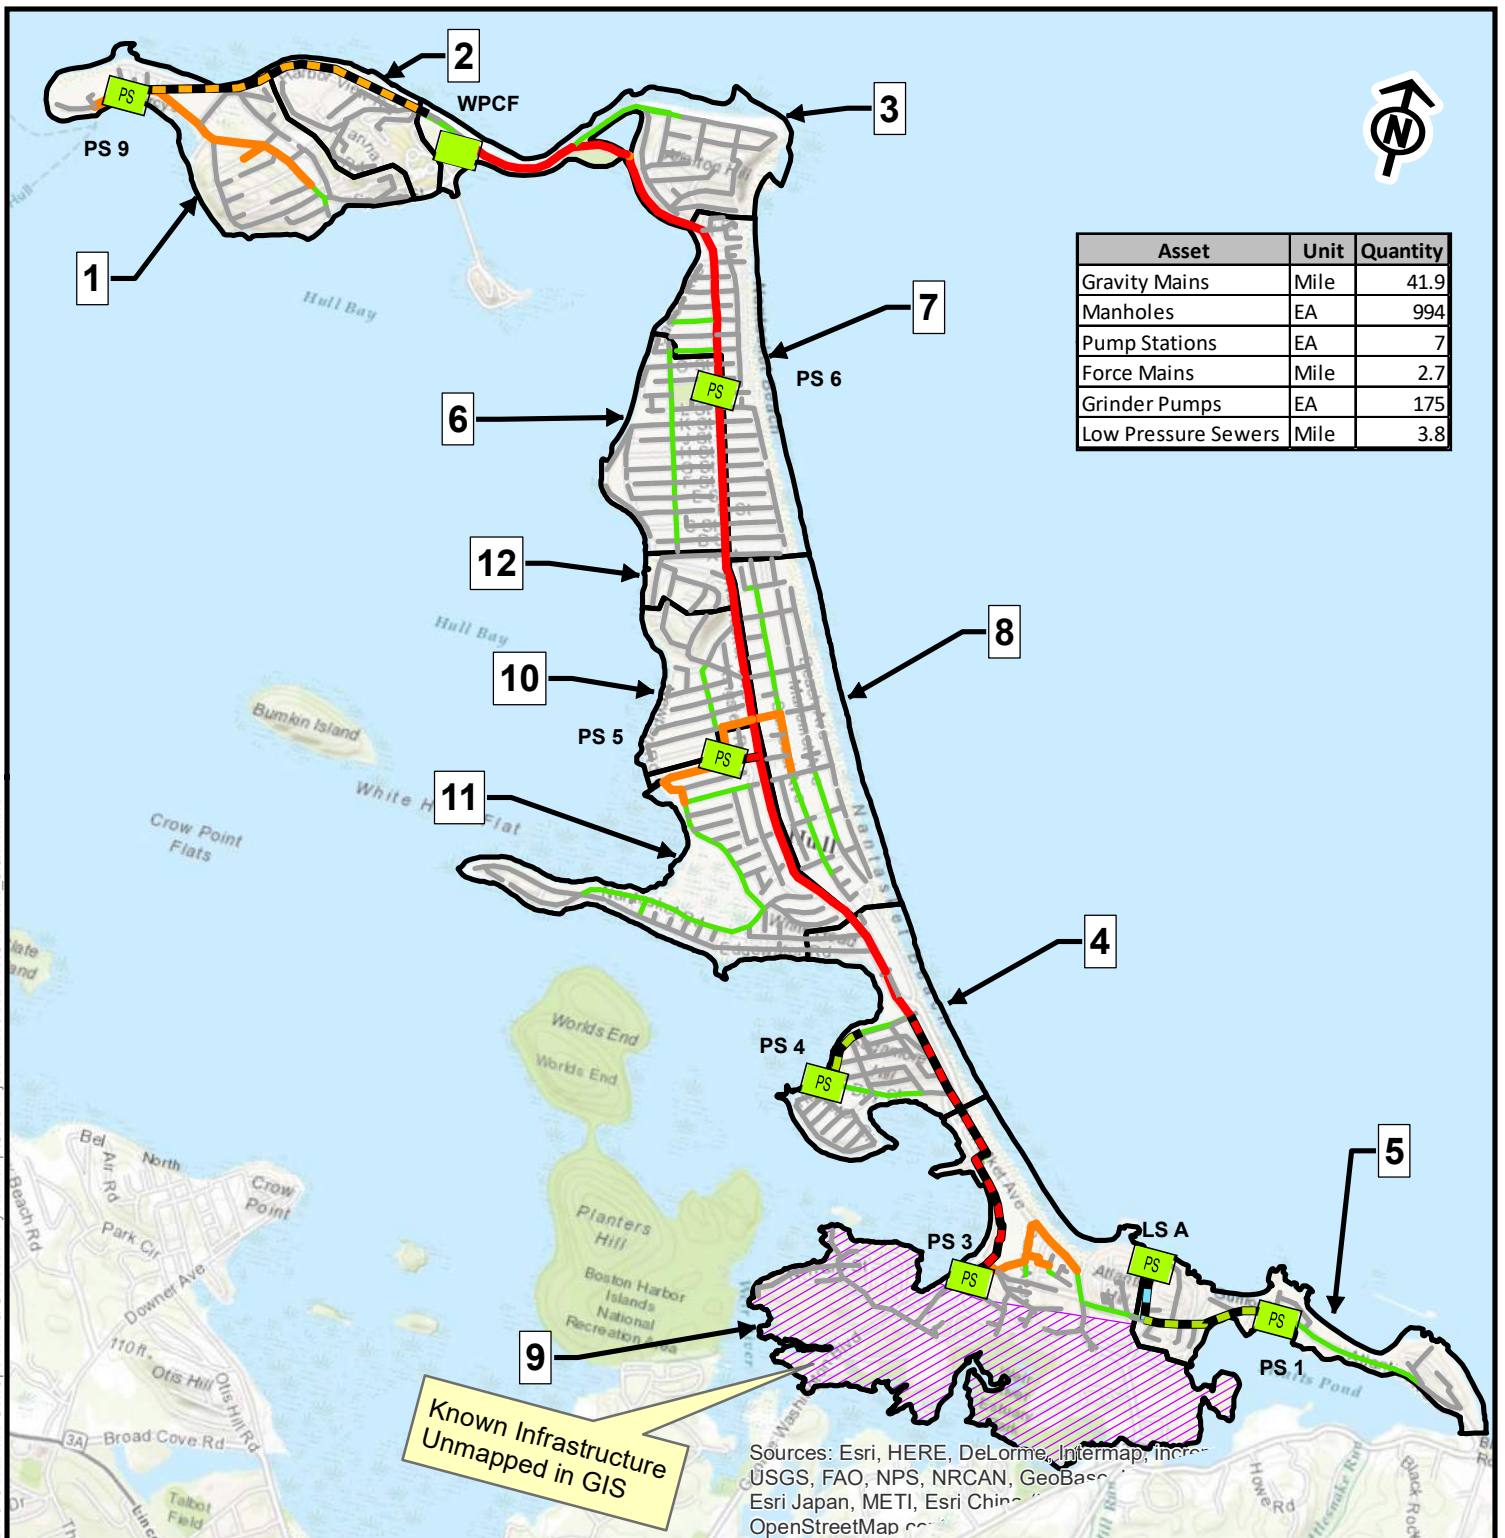 2
WPCF
3
PS
PS 9
1
N
Asset Unit Quantity
Gravity Mains Mile 41.9
Manholes EA 994
Pump Stations EA 7
Force Mains Mile 2.7
Grinder Pumps EA 175
Low Pressure Sewers Mile 3.8
Hull Bay
7
PS 6
PS
6
12
Hull Bay
8
10
Bumkin Island
PS 5
PS
11
White
Flat
Crow Point
Flats
Hull
4
Worlds End
Worlds End
PS 4
PS
5
Bel Air Rd
North
Crow
Point
Beach Rd
Park Cir
Downer Ave
Planters
Hill
PS 3
PS
LS A
PS
PS
PS 1
Boston Harbor
Islands
National
Recreation Area
9
110ft
Otis Hill
Otis Hill Rd
3A
Broad Cove Rd
Known Infrastructure
Unmapped in GIS
Talbot
Field
Howe Rd
Black Roc
Sources: Esri, HERE, DeLorme, Intermap,
USGS, FAO, NPS, NRCAN, GeoBase,
Esri Japan, METI, Esri China
OpenStreetMap